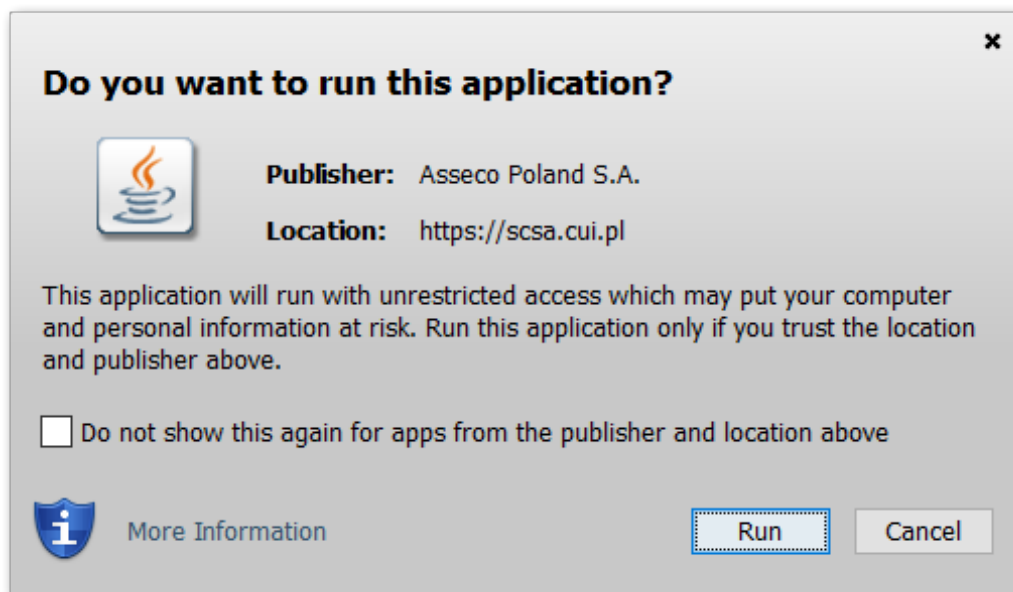 Do you want to run this application?
Publisher: Asseco Poland S.A.
Location: https://scsa.cui.pl
This application will run with unrestricted access which may put your computer
and personal information at risk. Run this application only if you trust the location
and publisher above.
Do not show this again for apps from the publisher and location above
More Information
Run
Cancel